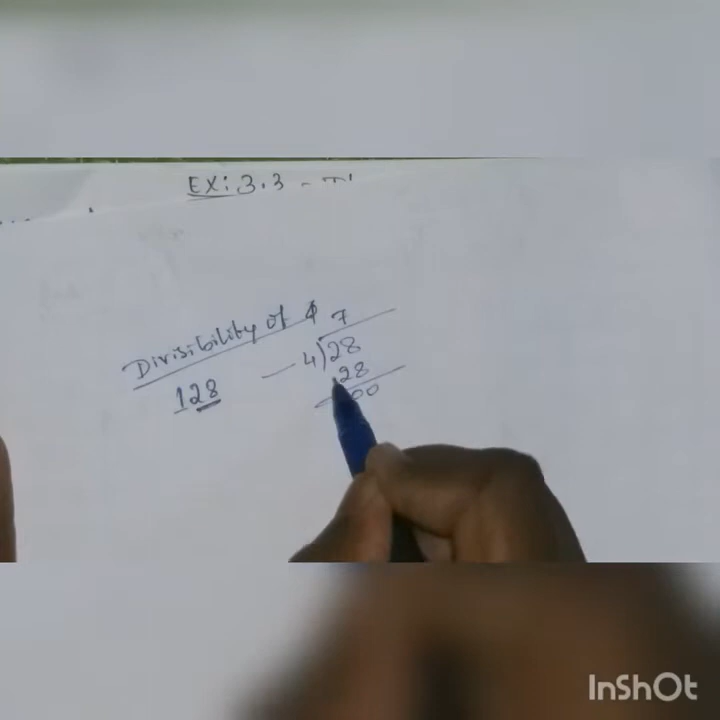 EX: 3.3
Divisibility of 4
128 — 4)28
7
28
00
InShOt